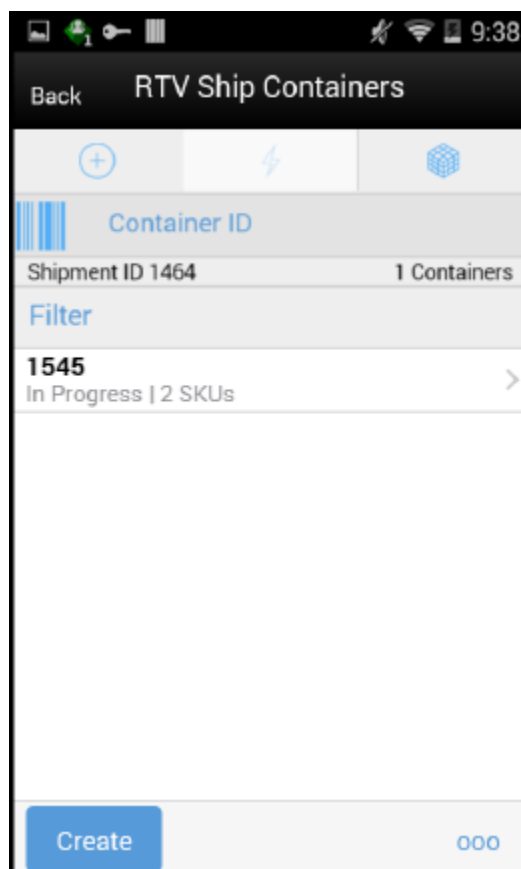 1 9:38
Back RTV Ship Containers
Container ID
Shipment ID 1464 1 Containers
Filter
1545
In Progress | 2 SKUs
Create ooo